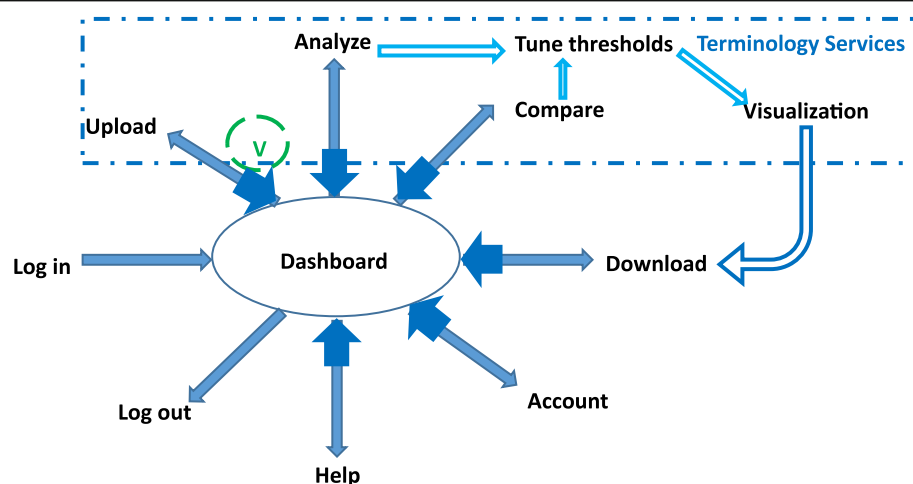 Analyze
Tune thresholds
Terminology Services
Compare
Visualization
Upload
V
Log in
Dashboard
Download
Log out
Account
Help